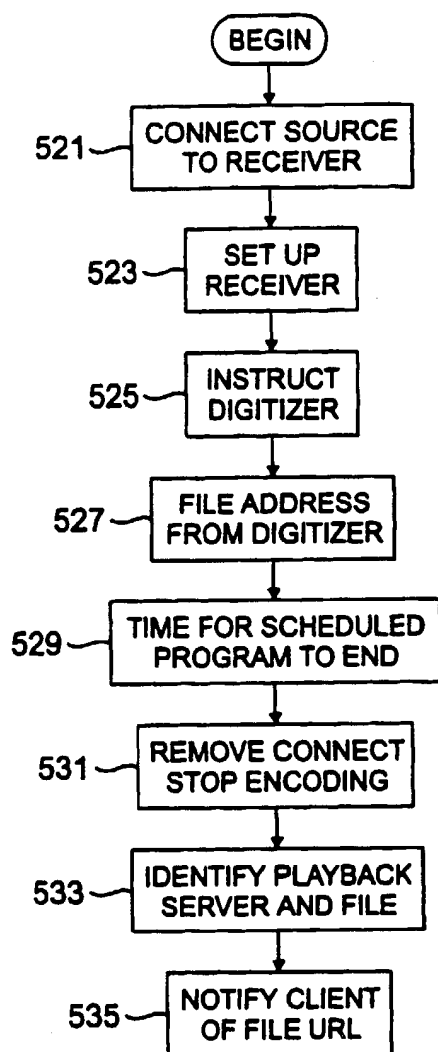 BEGIN
521
CONNECT SOURCE
TO RECEIVER
523
SET UP
RECEIVER
525
INSTRUCT
DIGITIZER
527
FILE ADDRESS
FROM DIGITIZER
529
TIME FOR SCHEDULED
PROGRAM TO END
531
REMOVE CONNECT
STOP ENCODING
533
IDENTIFY PLAYBACK
SERVER AND FILE
535
NOTIFY CLIENT
OF FILE URL